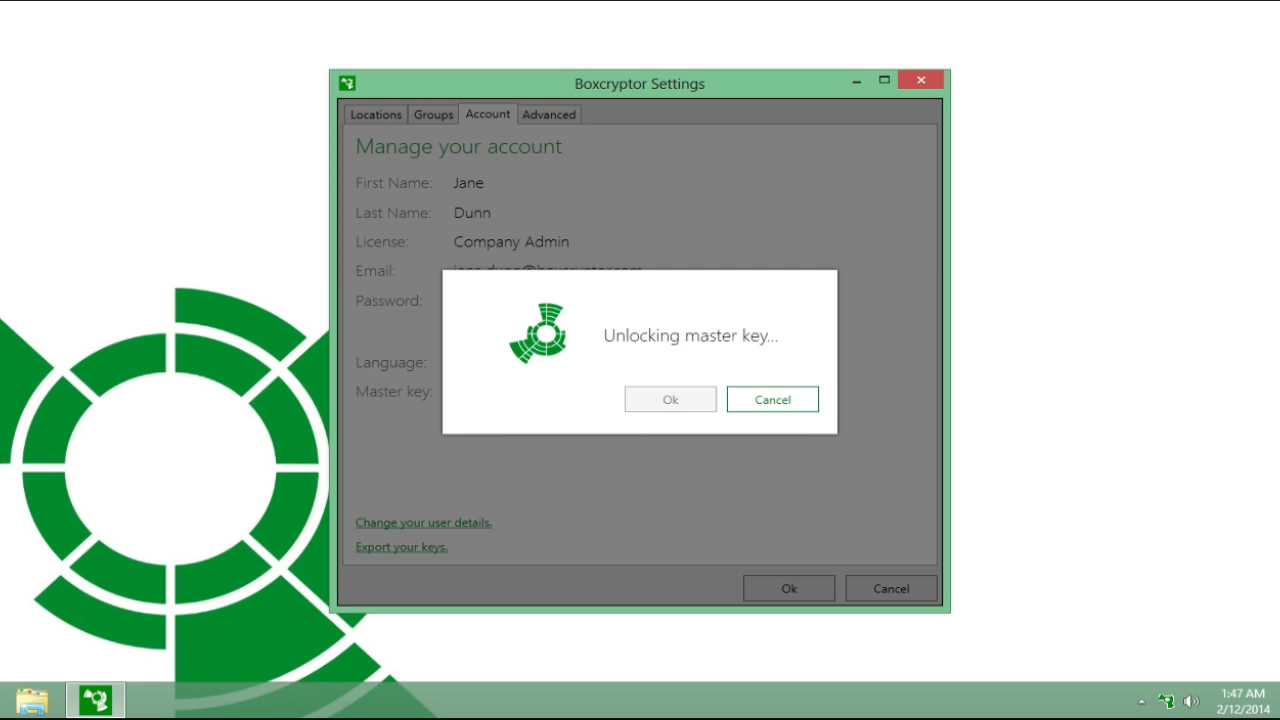 Boxcryptor Settings
Locations Groups Account Advanced
Manage your account
First Name: Jane
Last Name: Dunn
License: Company Admin
Email:
Password:
Unlocking master key...
Language:
Master key:
Ok Cancel
Change your user details.
Export your keys.
Ok Cancel
1:47 AM
2/12/2014